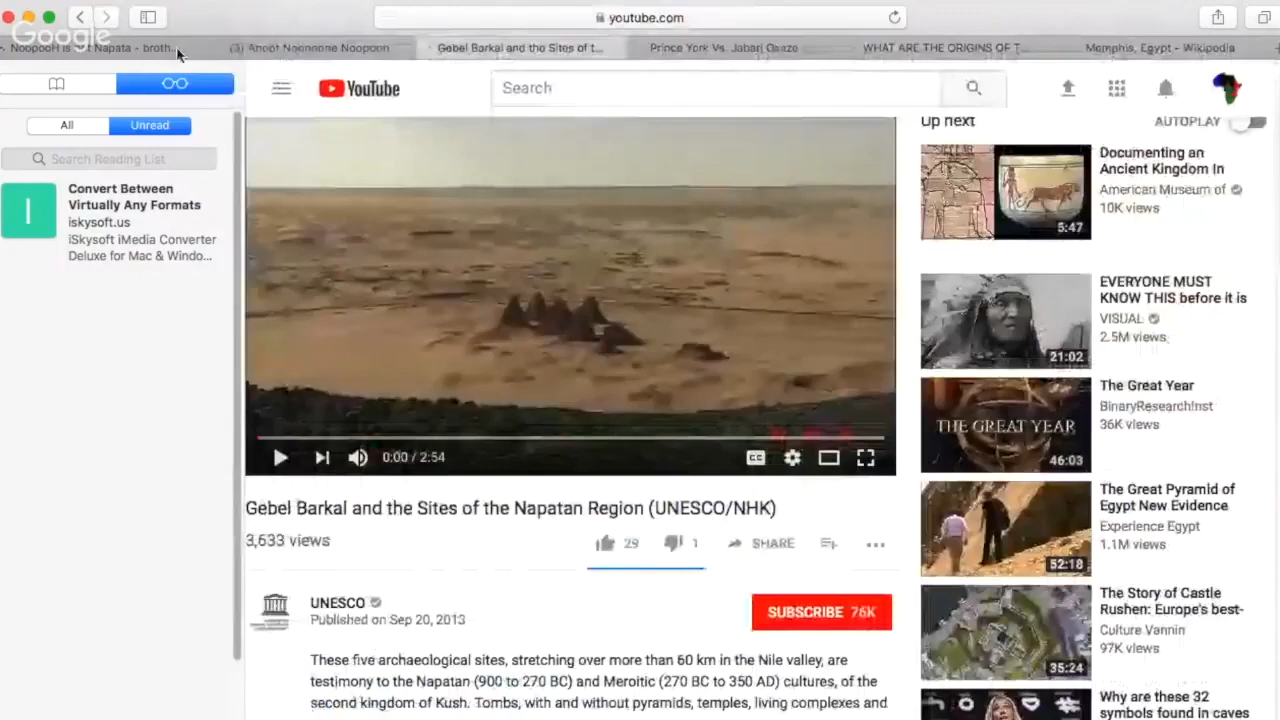 youtube.com
Google
Napata - broth...
Gebel Barkal and the Sites of t...
Prince York Vs. Jabari Osaze
WHAT ARE THE ORIGINS OF T...
Memphis, Egypt - Wikipedia
YouTube
Search
All
Unread
Search Reading List
I
Convert Between
Virtually Any Formats
iskysoft.us
iSkysoft iMedia Converter
Deluxe for Mac & Windo...
Up next
AUTOPLAY
Documenting an
Ancient Kingdom In
American Museum of
10K views
5:47
EVERYONE MUST
KNOW THIS before it is
VISUAL
2.5M views
21:02
The Great Year
BinaryResearchInst
36K views
THE GREAT YEAR
46:03
The Great Pyramid of
Egypt New Evidence
Experience Egypt
1.1M views
52:18
The Story of Castle
Rushen: Europe's best-
Culture Vannin
97K views
35:24
Why are these 32
symbols found in caves
0:00 / 2:54
CC
Gebel Barkal and the Sites of the Napatan Region (UNESCO/NHK)
3,633 views
29
1
SHARE
UNESCO
Published on Sep 20, 2013
SUBSCRIBE 76K
These five archaeological sites, stretching over more than 60 km in the Nile valley, are
testimony to the Napatan (900 to 270 BC) and Meroitic (270 BC to 350 AD) cultures, of the
second kingdom of Kush. Tombs, with and without pyramids, temples, living complexes and